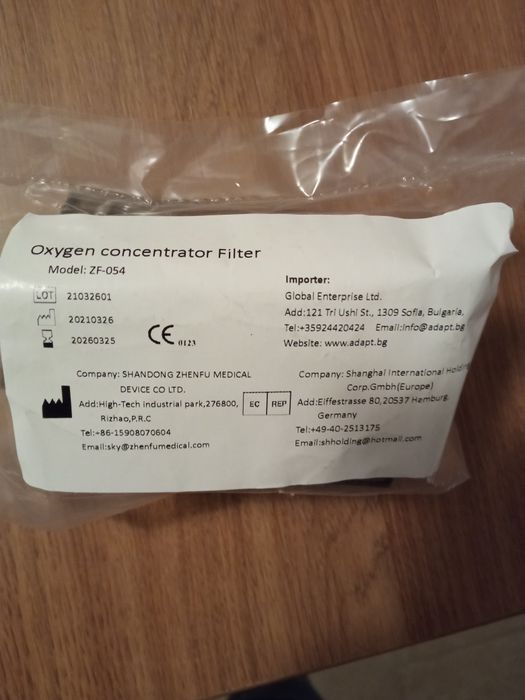 Oxygen concentrator Filter
Model: ZF-054
LOT 21032601
20210326
20260325
CE 0123
Importer:
Global Enterprise Ltd.
Add:121 Tri Ushi St., 1309 Sofia, Bulgaria,
Tel:+35924420424 Email:info@adapt.bg
Website: www.adapt.bg
Company: SHANDONG ZHENFU MEDICAL
DEVICE CO LTD.
Add:High-Tech industrial park,276800,
Rizhao,P.R.C
Tel:+86-15908070604
Email:sky@zhenfumedical.com
EC REP
Company: Shanghai International Holding
Corp.Gmbh(Europe)
Add:Eiffestrasse 80,20537 Hamburg,
Germany
Tel:+49-40-2513175
Email:shholding@hotmail.com